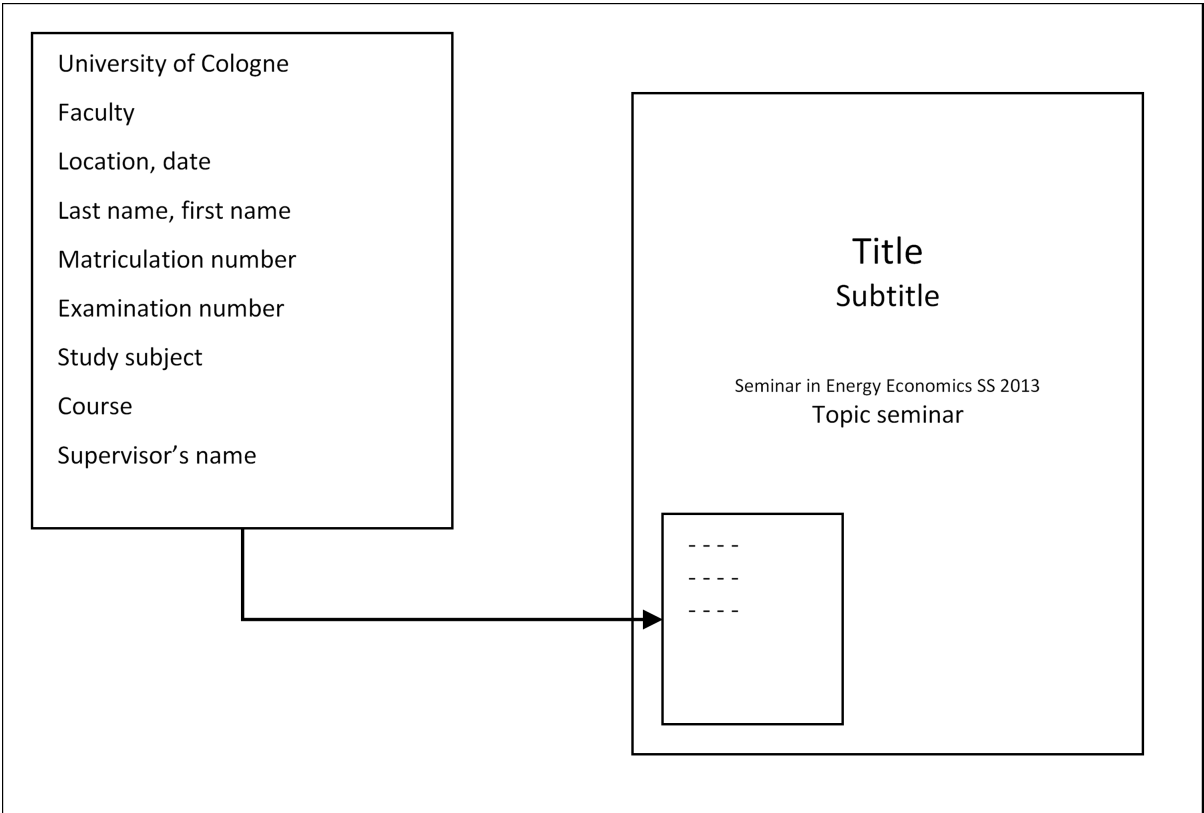 University of Cologne
Faculty
Location, date
Last name, first name
Matriculation number
Examination number
Study subject
Course
Supervisor’s name
Title
Subtitle
Seminar in Energy Economics SS 2013
Topic seminar
- - - -
- - - -
- - - -